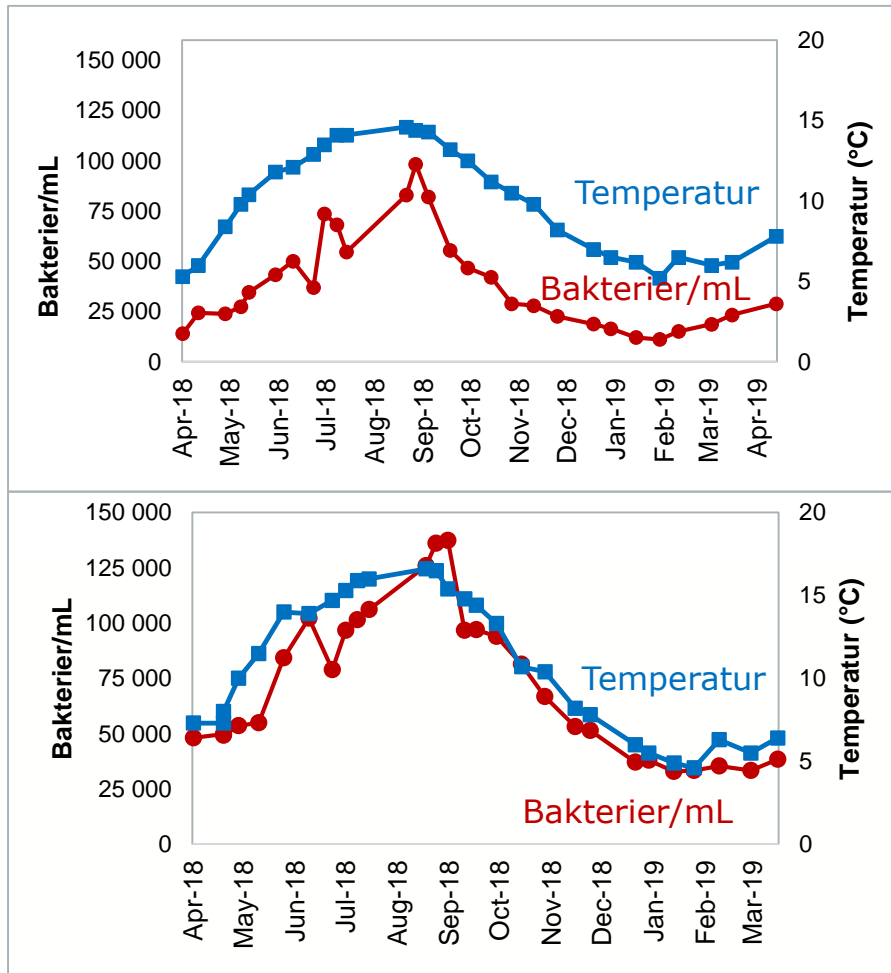 150 000
125 000
100 000
75 000
50 000
25 000
0
Bakterier/mL
20
15
10
5
0
Temperatur (°C)
Temperatur
Bakterier/mL
Apr-18
May-18
Jun-18
Jul-18
Aug-18
Sep-18
Oct-18
Nov-18
Dec-18
Jan-19
Feb-19
Mar-19
Apr-19
150 000
125 000
100 000
75 000
50 000
25 000
0
Bakterier/mL
20
15
10
5
0
Temperatur (°C)
Temperatur
Bakterier/mL
Apr-18
May-18
Jun-18
Jul-18
Aug-18
Sep-18
Oct-18
Nov-18
Dec-18
Jan-19
Feb-19
Mar-19